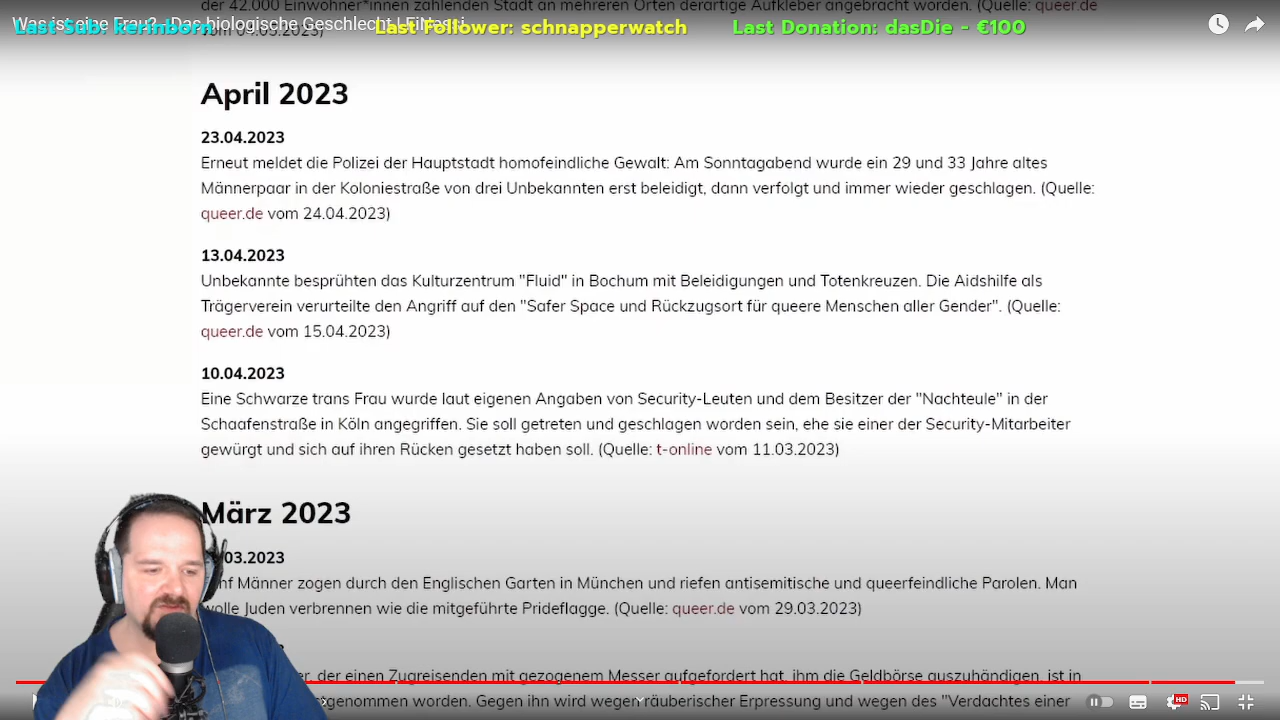 der 42.000 Einwohner*innen zählenden Stadt an mehreren Orten derartige Aufkleber angebracht worden. (Quelle: queer.de
Was ist eine Frau? - Das biologische Geschlecht |
Last Sub: kerinborn
Last Follower: schnapperwatch
Last Donation: dasDie - €100
April 2023
23.04.2023
Erneut meldet die Polizei der Hauptstadt homofeindliche Gewalt: Am Sonntagabend wurde ein 29 und 33 Jahre altes
Männerpaar in der Koloniestraße von drei Unbekannten erst beleidigt, dann verfolgt und immer wieder geschlagen. (Quelle:
queer.de vom 24.04.2023)
13.04.2023
Unbekannte besprühten das Kulturzentrum "Fluid" in Bochum mit Beleidigungen und Totenkreuzen. Die Aidshilfe als
Trägerverein verurteilte den Angriff auf den "Safer Space und Rückzugsort für queere Menschen aller Gender". (Quelle:
queer.de vom 15.04.2023)
10.04.2023
Eine Schwarze trans Frau wurde laut eigenen Angaben von Security-Leuten und dem Besitzer der "Nachteule" in der
Schaafenstraße in Köln angegriffen. Sie soll getreten und geschlagen worden sein, ehe sie einer der Security-Mitarbeiter
gewürgt und sich auf ihren Rücken gesetzt haben soll. (Quelle: t-online vom 11.03.2023)
März 2023
.03.2023
Männer zogen durch den Englischen Garten in München und riefen antisemitische und queerfeindliche Parolen. Man
wolle Juden verbrennen wie die mitgeführte Prideflagge. (Quelle: queer.de vom 29.03.2023)
der einen Zugreisenden mit gezogenem Messer aufgefordert hat, ihm die Geldbörse auszuhändigen, ist in
genommen worden. Gegen ihn wird wegen räuberischer Erpressung und wegen des "Verdachtes einer
HD